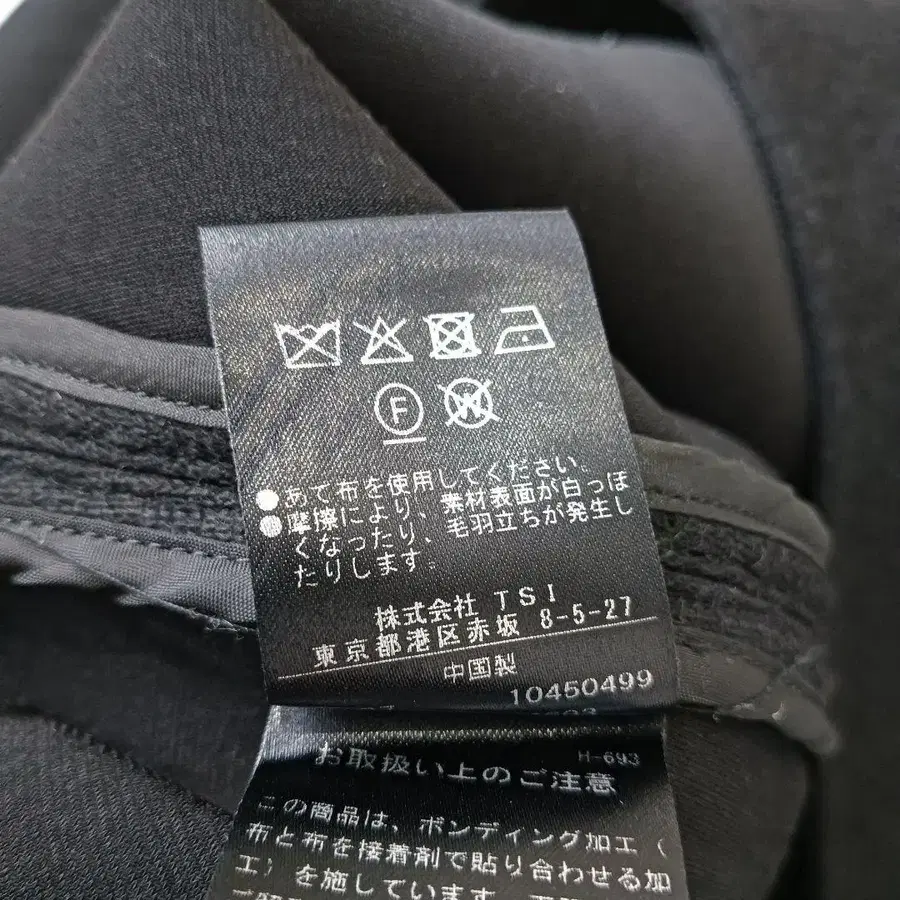 F W
●あて布を使用してください。
●摩擦により、素材表面が白っぽ
くなったり、毛羽立ちが発生し
たりします。
株式会社 TSI
東京都港区赤坂 8-5-27
中国製
10450499
H-693
お取扱い上のご注意
この商品は、ボンディング加工(
布と布を接着剤で貼り合わせる加
工)を施しています。